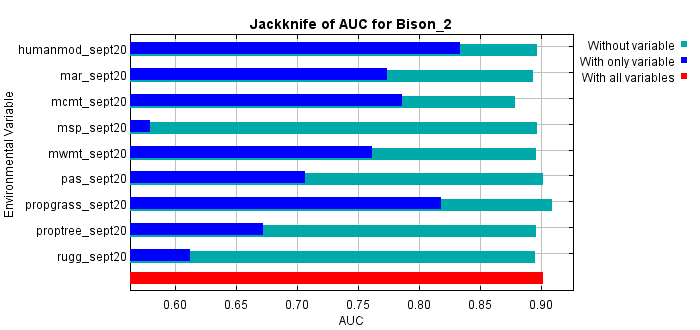 Jackknife of AUC for Bison_2
Environmental Variable
humanmod_sept20
mar_sept20
mcmt_sept20
msp_sept20
mwmt_sept20
pas_sept20
propgrass_sept20
proptree_sept20
rugg_sept20
0.60 0.65 0.70 0.75 0.80 0.85 0.90
AUC
Without variable
With only variable
With all variables